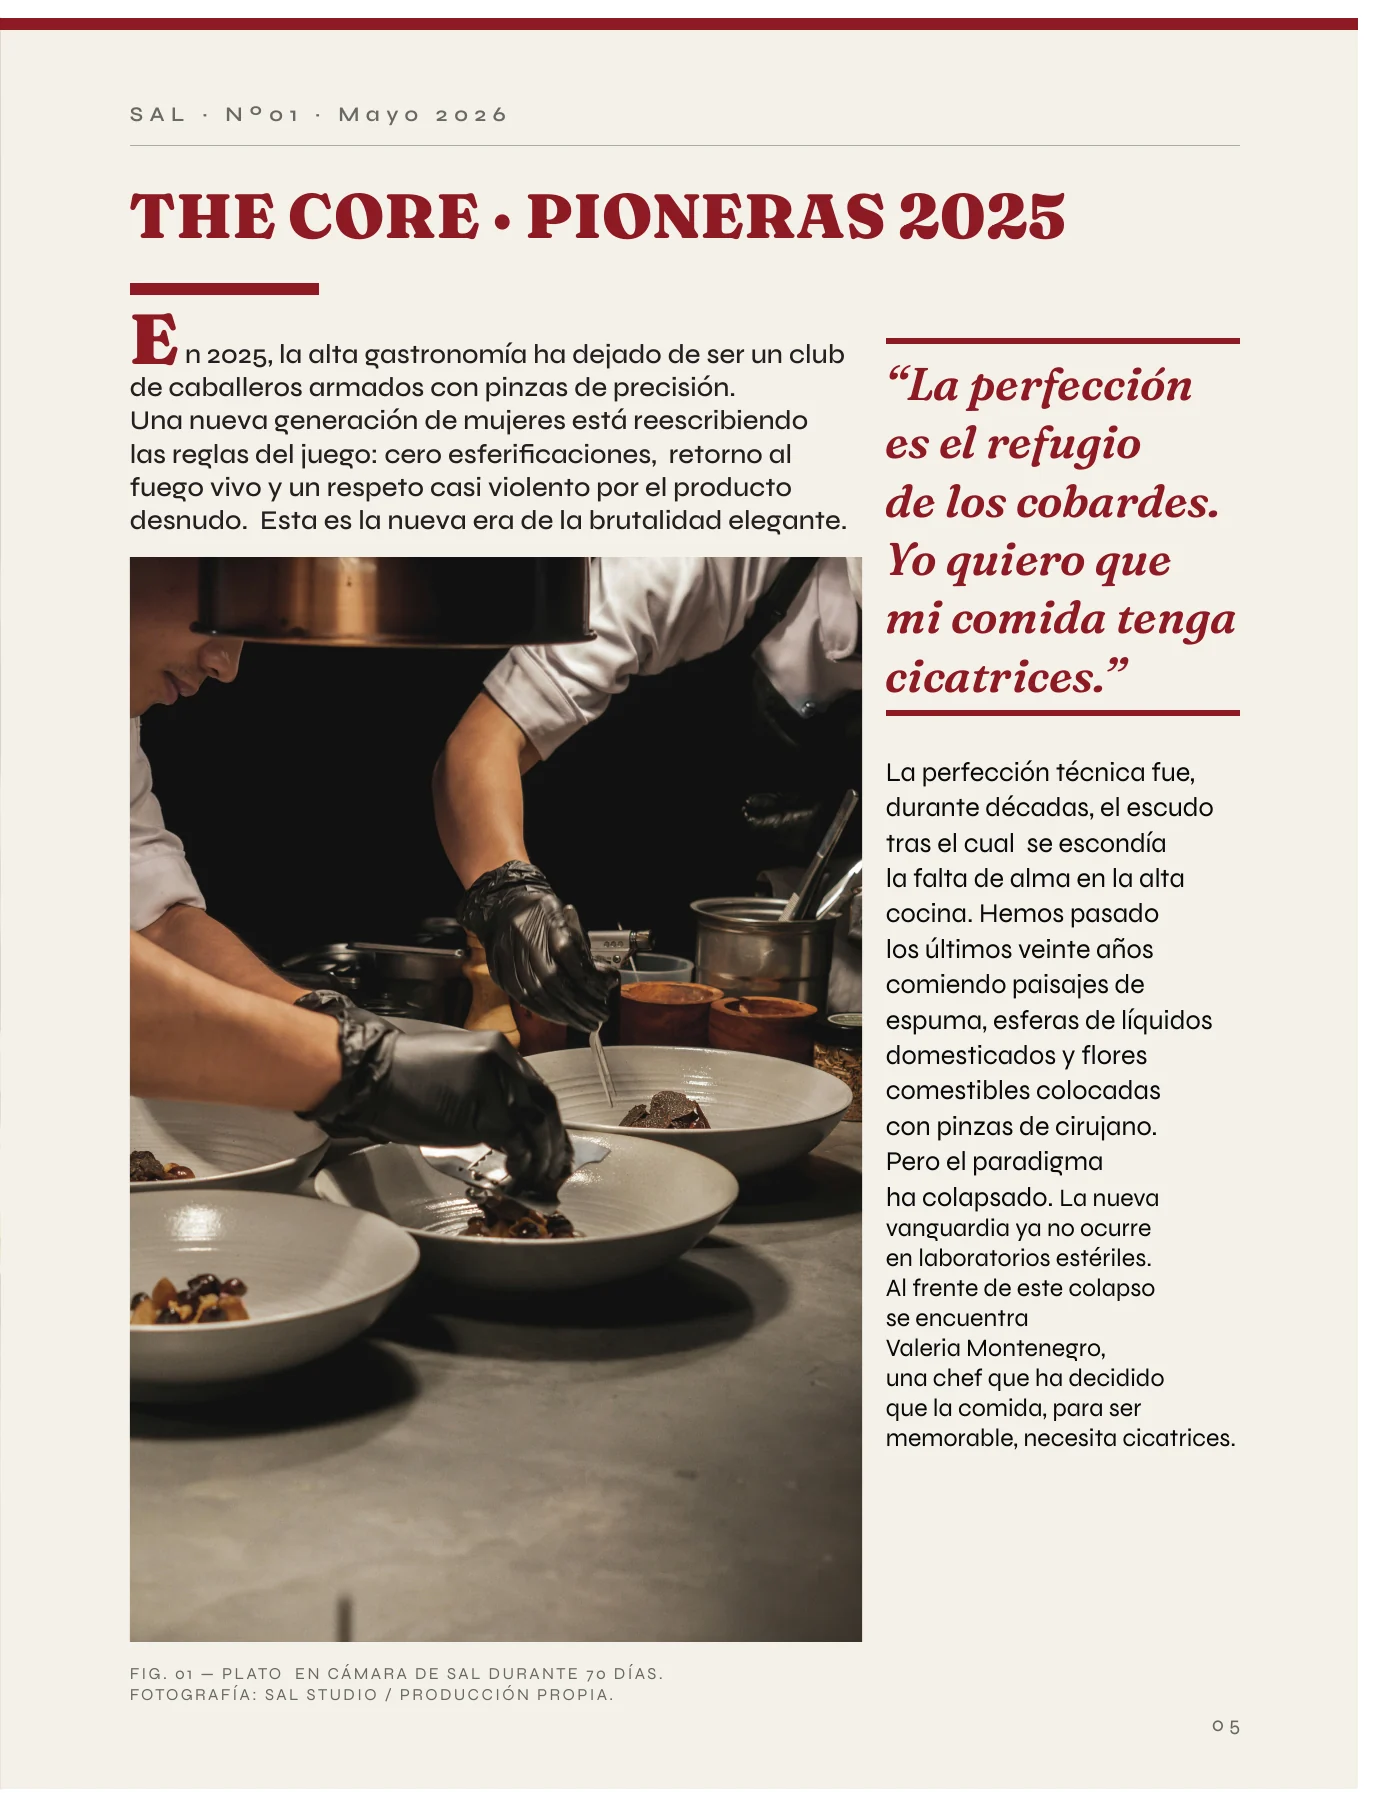 SAL · Nº01 · Mayo 2026
THE CORE • PIONERAS 2025
En 2025, la alta gastronomía ha dejado de ser un club
de caballeros armados con pinzas de precisión.
Una nueva generación de mujeres está reescribiendo
las reglas del juego: cero esferificaciones,  retorno al
fuego vivo y un respeto casi violento por el producto
desnudo.  Esta es la nueva era de la brutalidad elegante.
“La perfección
es el refugio
de los cobardes.
Yo quiero que
mi comida tenga
cicatrices.”
La perfección técnica fue,
durante décadas, el escudo
tras el cual  se escondía
la falta de alma en la alta
cocina. Hemos pasado
los últimos veinte años
comiendo paisajes de
espuma, esferas de líquidos
domesticados y flores
comestibles colocadas
con pinzas de cirujano.
Pero el paradigma
ha colapsado. La nueva
vanguardia ya no ocurre
en laboratorios estériles.
Al frente de este colapso
se encuentra
Valeria Montenegro,
una chef que ha decidido
que la comida, para ser
memorable, necesita cicatrices.
FIG. 01 — PLATO  EN CÁMARA DE SAL DURANTE 70 DÍAS.
FOTOGRAFÍA: SAL STUDIO / PRODUCCIÓN PROPIA.
05